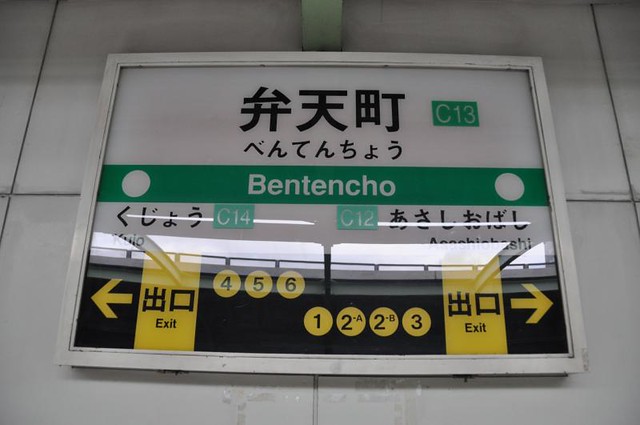 弁天町 C13
べんてんちょう
Bentencho
くじょう C14 C12 あさしおばし
Kujo Asashiobashi
出口 4 5 6 出口
Exit 1 2-A 2-B 3 Exit